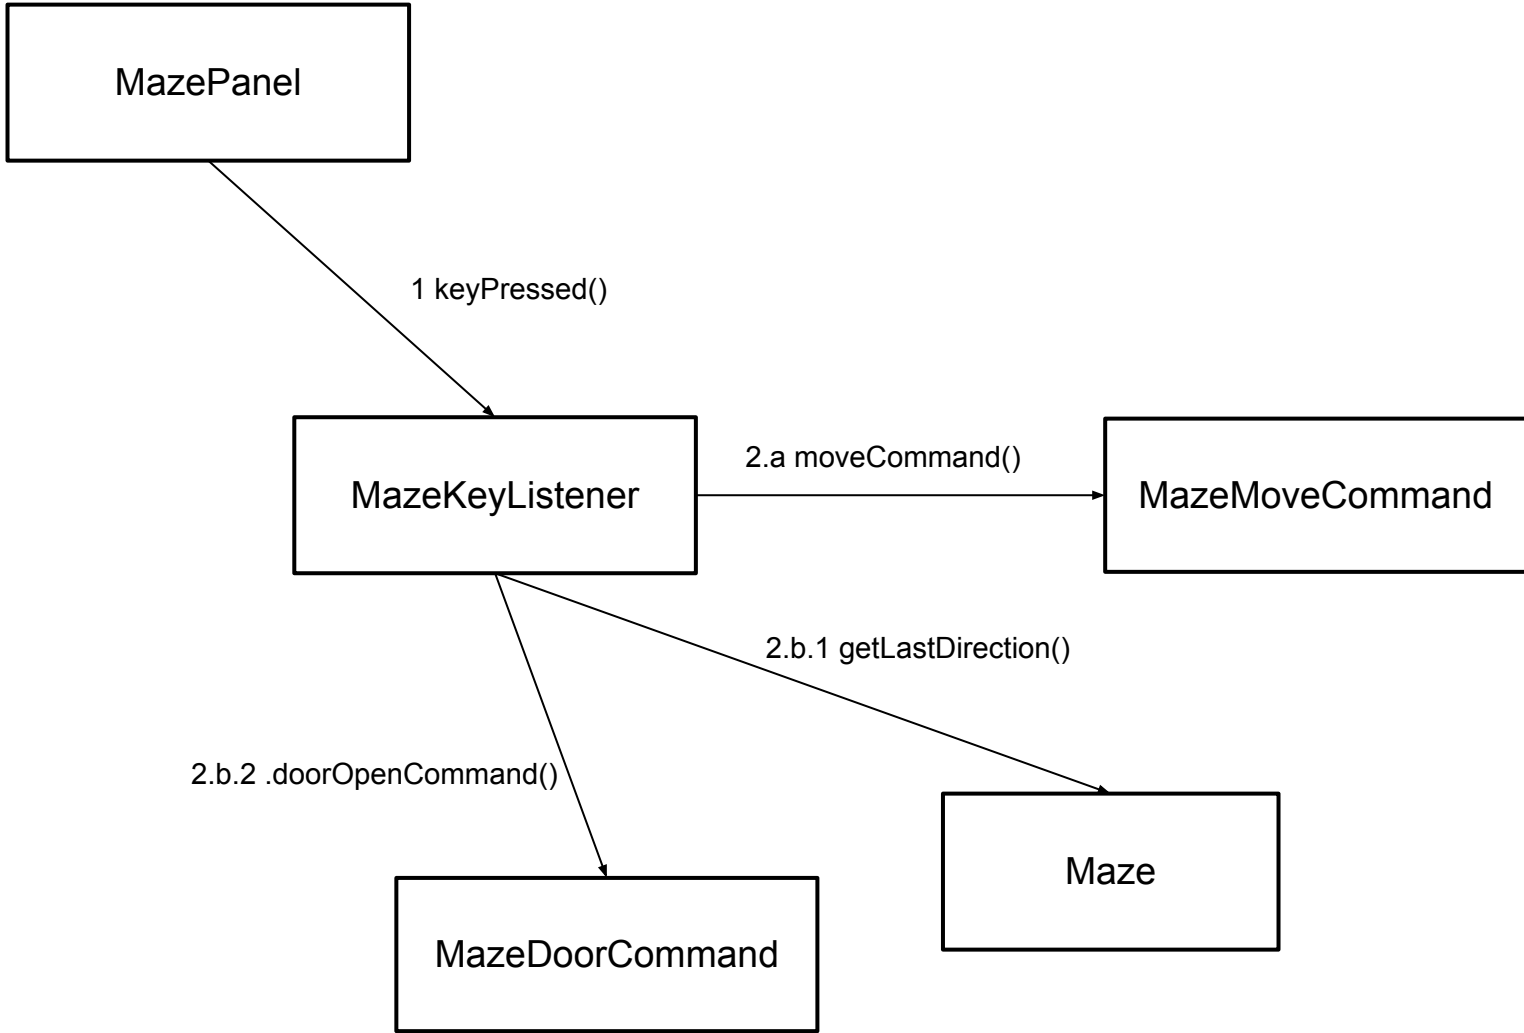 MazePanel
1 keyPressed()
2.a moveCommand()
MazeKeyListener
MazeMoveCommand
2.b.1 getLastDirection()
2.b.2 .doorOpenCommand()
Maze
MazeDoorCommand